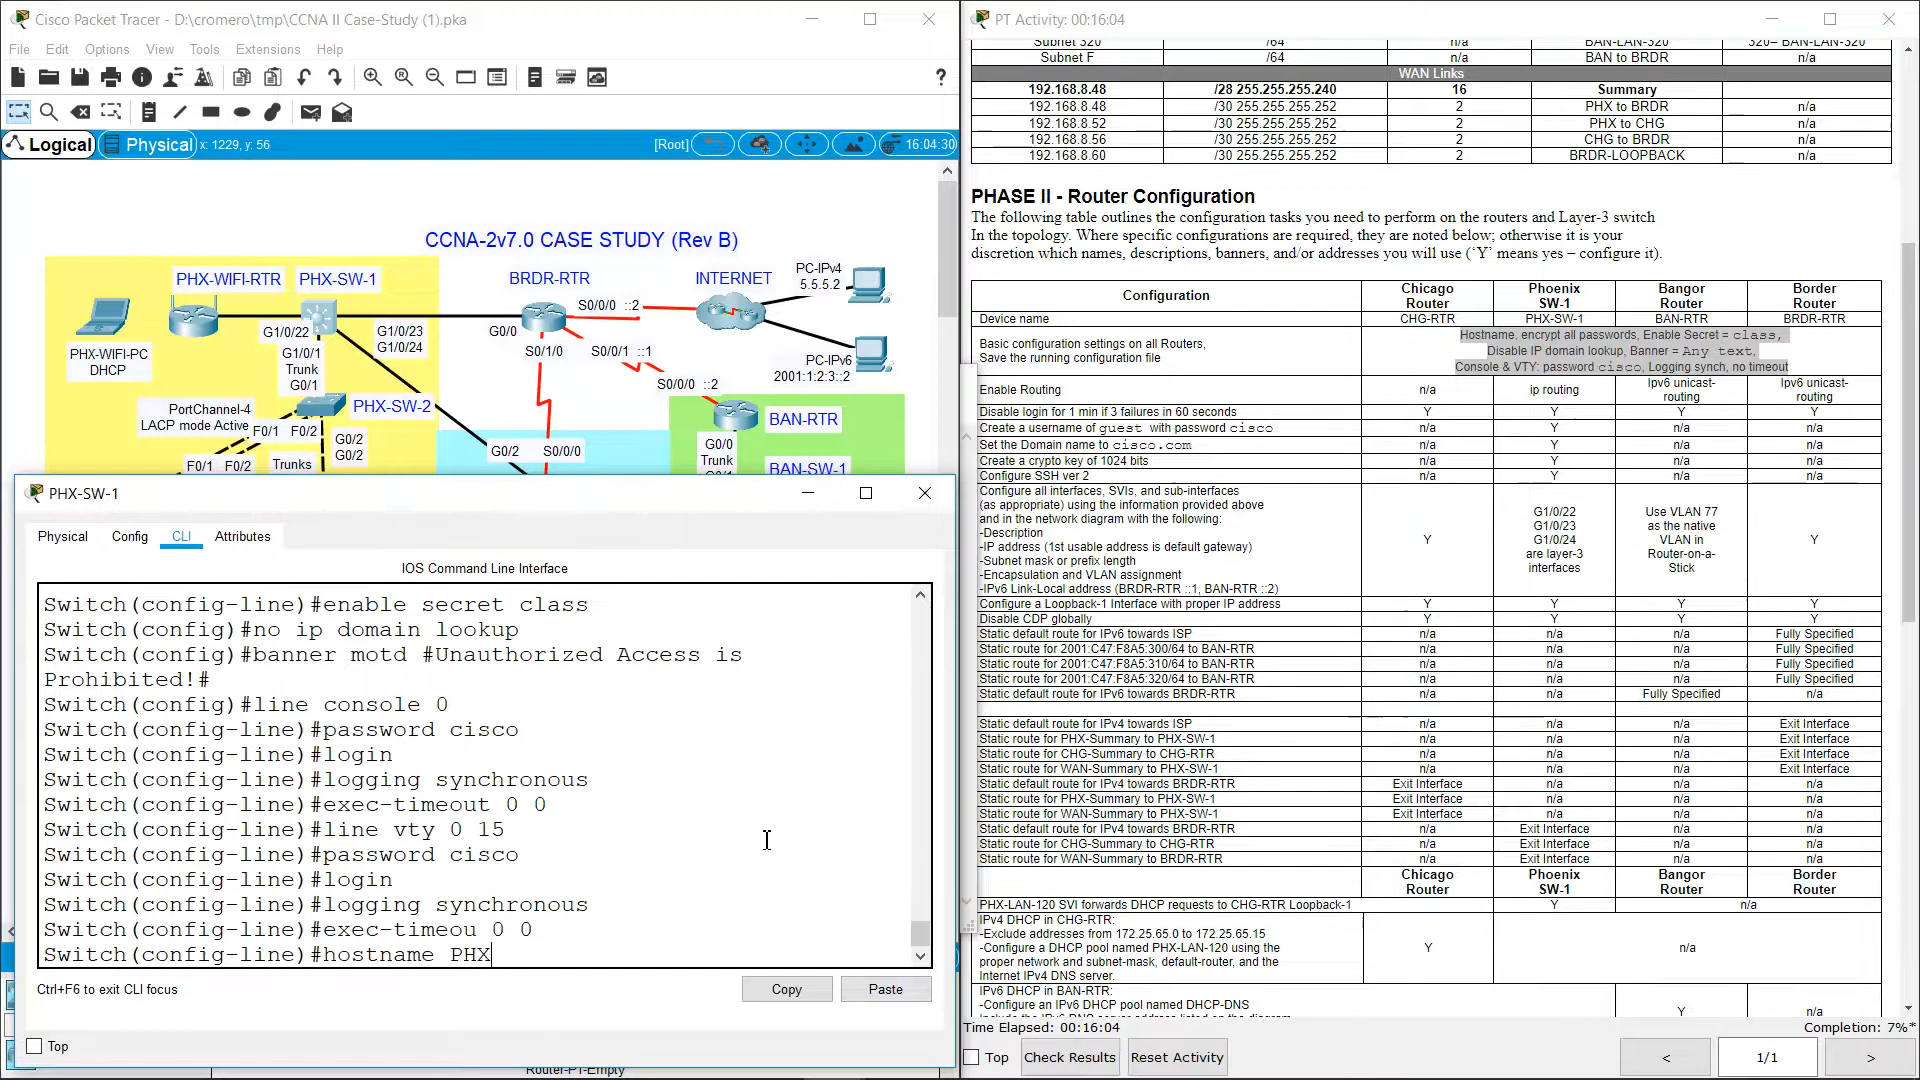 Cisco Packet Tracer - D:\cromero\tmp\CCNA II Case-Study (1).pka
File Edit Options View Tools Extensions Help
?
Logical Physical x: 1229, y: 56 [Root] 16:04:30
CCNA-2v7.0 CASE STUDY (Rev B)
PHX-WIFI-RTR PHX-SW-1 BRDR-RTR INTERNET
PC-IPv4
5.5.5.2
S0/0/0 ::2
G1/0/22
G1/0/23
G1/0/24
G0/0
PHX-WIFI-PC
DHCP
G1/0/1
Trunk
G0/1
S0/1/0 S0/0/1 ::1
PC-IPv6
2001:1:2:3::2
S0/0/0 ::2
PortChannel-4
LACP mode Active
PHX-SW-2
BAN-RTR
F0/1 F0/2
G0/2
G0/2
G0/0
Trunk
F0/1 F0/2 Trunks
G0/2 S0/0/0
BAN-SW-1
PHX-SW-1
Physical Config CLI Attributes
IOS Command Line Interface
Switch(config-line)#enable secret class
Switch(config)#no ip domain lookup
Switch(config)#banner motd #Unauthorized Access is
Prohibited!#
Switch(config)#line console 0
Switch(config-line)#password cisco
Switch(config-line)#login
Switch(config-line)#logging synchronous
Switch(config-line)#exec-timeout 0 0
Switch(config-line)#line vty 0 15
Switch(config-line)#password cisco
Switch(config-line)#login
Switch(config-line)#logging synchronous
Switch(config-line)#exec-timeou 0 0
Switch(config-line)#hostname PHX
Ctrl+F6 to exit CLI focus
Copy Paste
Top
Router-PT-Empty
PT Activity: 00:16:04
Subnet 320 /64 n/a BAN-LAN-320 320– BAN-LAN-320
Subnet F /64 n/a BAN to BRDR n/a
WAN Links
192.168.8.48 /28 255.255.255.240 16 Summary
192.168.8.48 /30 255.255.255.252 2 PHX to BRDR n/a
192.168.8.52 /30 255.255.255.252 2 PHX to CHG n/a
192.168.8.56 /30 255.255.255.252 2 CHG to BRDR n/a
192.168.8.60 /30 255.255.255.252 2 BRDR-LOOPBACK n/a
PHASE II - Router Configuration
The following table outlines the configuration tasks you need to perform on the routers and Layer-3 switch
In the topology. Where specific configurations are required, they are noted below; otherwise it is your
discretion which names, descriptions, banners, and/or addresses you will use (‘Y’ means yes – configure it).
Configuration Chicago Router Phoenix SW-1 Bangor Router Border Router
Device name CHG-RTR PHX-SW-1 BAN-RTR BRDR-RTR
Basic configuration settings on all Routers,
Save the running configuration file
Hostname, encrypt all passwords, Enable Secret = class,
Disable IP domain lookup, Banner = Any text,
Console & VTY: password cisco, Logging synch, no timeout
Enable Routing n/a ip routing Ipv6 unicast-routing Ipv6 unicast-routing
Disable login for 1 min if 3 failures in 60 seconds Y Y Y Y
Create a username of guest with password cisco n/a Y n/a n/a
Set the Domain name to cisco.com n/a Y n/a n/a
Create a crypto key of 1024 bits n/a Y n/a n/a
Configure SSH ver 2 n/a Y n/a n/a
Configure all interfaces, SVIs, and sub-interfaces
(as appropriate) using the information provided above
and in the network diagram with the following:
-Description
-IP address (1st usable address is default gateway)
-Subnet mask or prefix length
-Encapsulation and VLAN assignment
-IPv6 Link-Local address (BRDR-RTR ::1, BAN-RTR ::2)
Y
G1/0/22
G1/0/23
G1/0/24
are layer-3
interfaces
Use VLAN 77
as the native
VLAN in
Router-on-a-
Stick
Y
Configure a Loopback-1 Interface with proper IP address Y Y Y Y
Disable CDP globally Y Y Y Y
Static default route for IPv6 towards ISP n/a n/a n/a Fully Specified
Static route for 2001:C47:F8A5:300/64 to BAN-RTR n/a n/a n/a Fully Specified
Static route for 2001:C47:F8A5:310/64 to BAN-RTR n/a n/a n/a Fully Specified
Static route for 2001:C47:F8A5:320/64 to BAN-RTR n/a n/a n/a Fully Specified
Static default route for IPv6 towards BRDR-RTR n/a n/a Fully Specified n/a
Static default route for IPv4 towards ISP n/a n/a n/a Exit Interface
Static route for PHX-Summary to PHX-SW-1 n/a n/a n/a Exit Interface
Static route for CHG-Summary to CHG-RTR n/a n/a n/a Exit Interface
Static route for WAN-Summary to PHX-SW-1 n/a n/a n/a Exit Interface
Static default route for IPv4 towards BRDR-RTR Exit Interface n/a n/a n/a
Static route for PHX-Summary to PHX-SW-1 Exit Interface n/a n/a n/a
Static route for WAN-Summary to PHX-SW-1 Exit Interface n/a n/a n/a
Static default route for IPv4 towards BRDR-RTR n/a Exit Interface n/a n/a
Static route for CHG-Summary to CHG-RTR n/a Exit Interface n/a n/a
Static route for WAN-Summary to BRDR-RTR n/a Exit Interface n/a n/a
Chicago Router Phoenix SW-1 Bangor Router Border Router
PHX-LAN-120 SVI forwards DHCP requests to CHG-RTR Loopback-1 Y n/a
IPv4 DHCP in CHG-RTR:
-Exclude addresses from 172.25.65.0 to 172.25.65.15
-Configure a DHCP pool named PHX-LAN-120 using the
proper network and subnet-mask, default-router, and the
Internet IPv4 DNS server.
Y n/a
IPv6 DHCP in BAN-RTR:
-Configure an IPv6 DHCP pool named DHCP-DNS
Y n/a
Time Elapsed: 00:16:04 Completion: 7%*
Top Check Results Reset Activity < 1/1 >